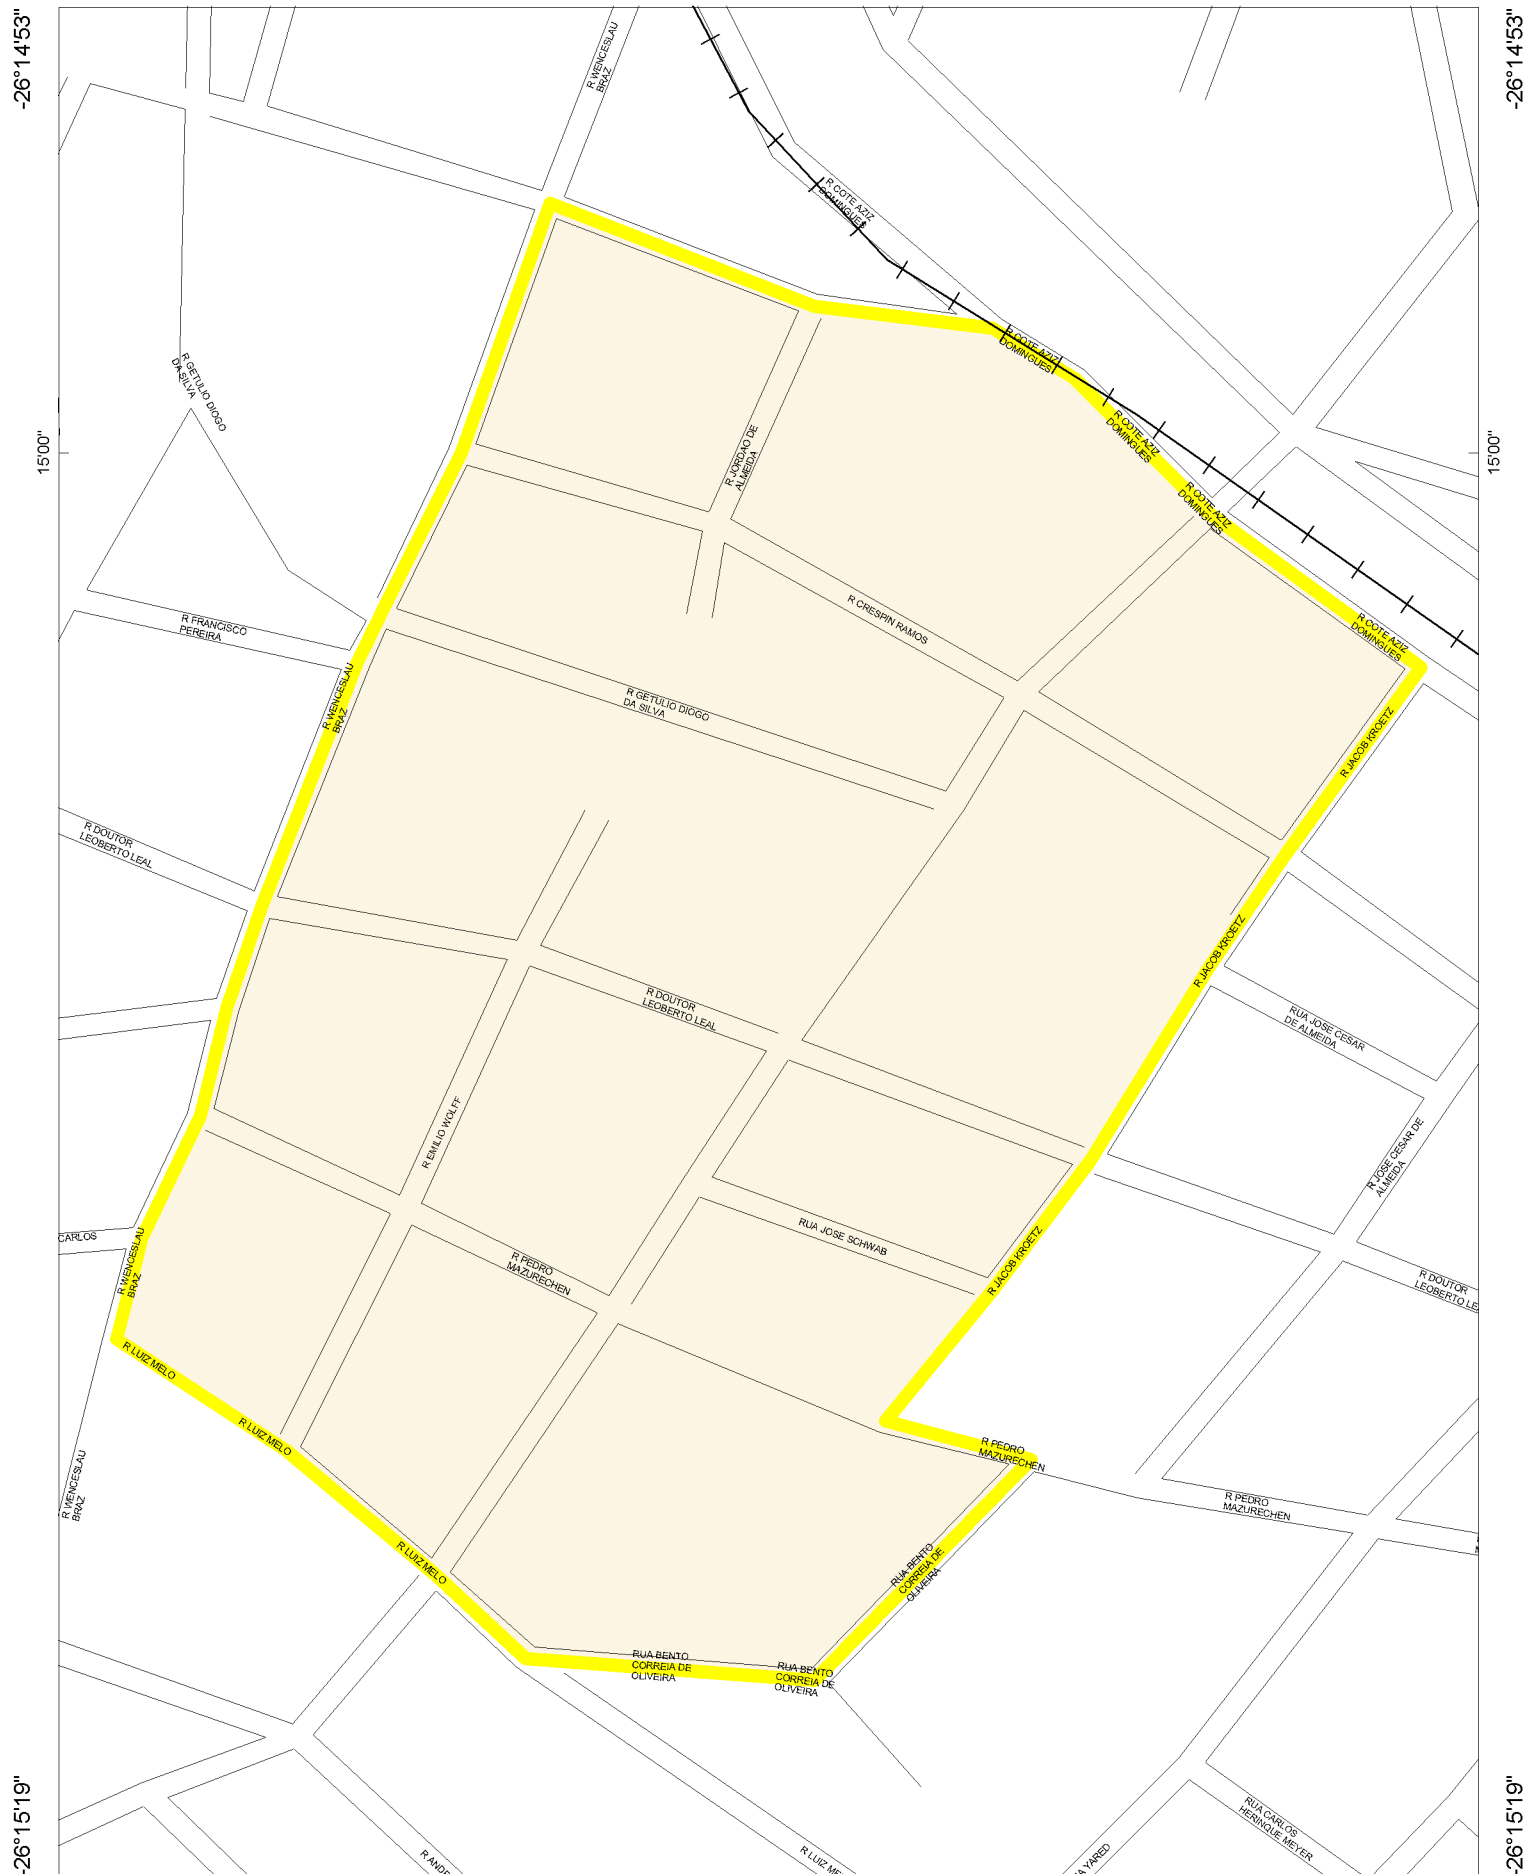 -26°14'53"
-26°14'53"
R WENCESLAU
BRAZ
R COTE AZIZ
DOMINGUES
R COTE AZIZ
DOMINGUES
R GETULIO DIOGO
DA SILVA
R COTE AZIZ
DOMINGUES
R JORDAO DE
ALMEIDA
15'00"
15'00"
R COTE AZIZ
DOMINGUES
R CRESPIN RAMOS
R FRANCISCO
PEREIRA
R COTE AZIZ
DOMINGUES
R WENCESLAU
BRAZ
R GETULIO DIOGO
DA SILVA
R JACOB KROETZ
R DOUTOR
LEOBERTO LEAL
R JACOB KROETZ
R DOUTOR
LEOBERTO LEAL
RUA JOSE CESAR
DE ALMEIDA
R EMILIO WOLFF
R JOSE CESAR DE
ALMEIDA
CARLOS
RUA JOSE SCHWAB
R WENCESLAU
BRAZ
R PEDRO
MAZURECHEN
R JACOB KROETZ
R DOUTOR
LEOBERTO LE
R LUIZ MELO
R LUIZ MELO
R PEDRO
MAZURECHEN
R WENCESLAU
BRAZ
R PEDRO
MAZURECHEN
R LUIZ MELO
RUA BENTO
CORREIA DE
OLIVEIRA
RUA BENTO
CORREIA DE
OLIVEIRA
RUA BENTO
CORREIA DE
OLIVEIRA
-26°15'19"
-26°15'19"
RUA CARLOS
HERINQUE MEYER
R ANDR
R LUIZ ME
A YARED